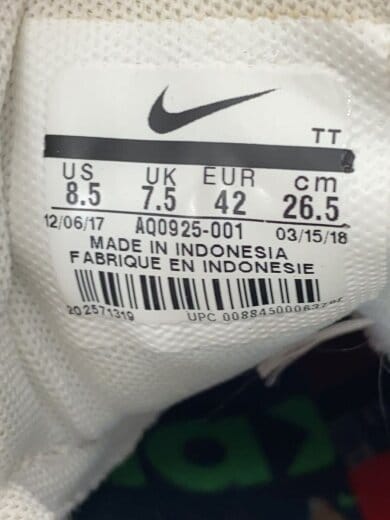 TT
US UK EUR cm
8.5 7.5 42 26.5
12/06/17 AQ0925-001 03/15/18
MADE IN INDONESIA
FABRIQUE EN INDONESIE
202571319
UPC